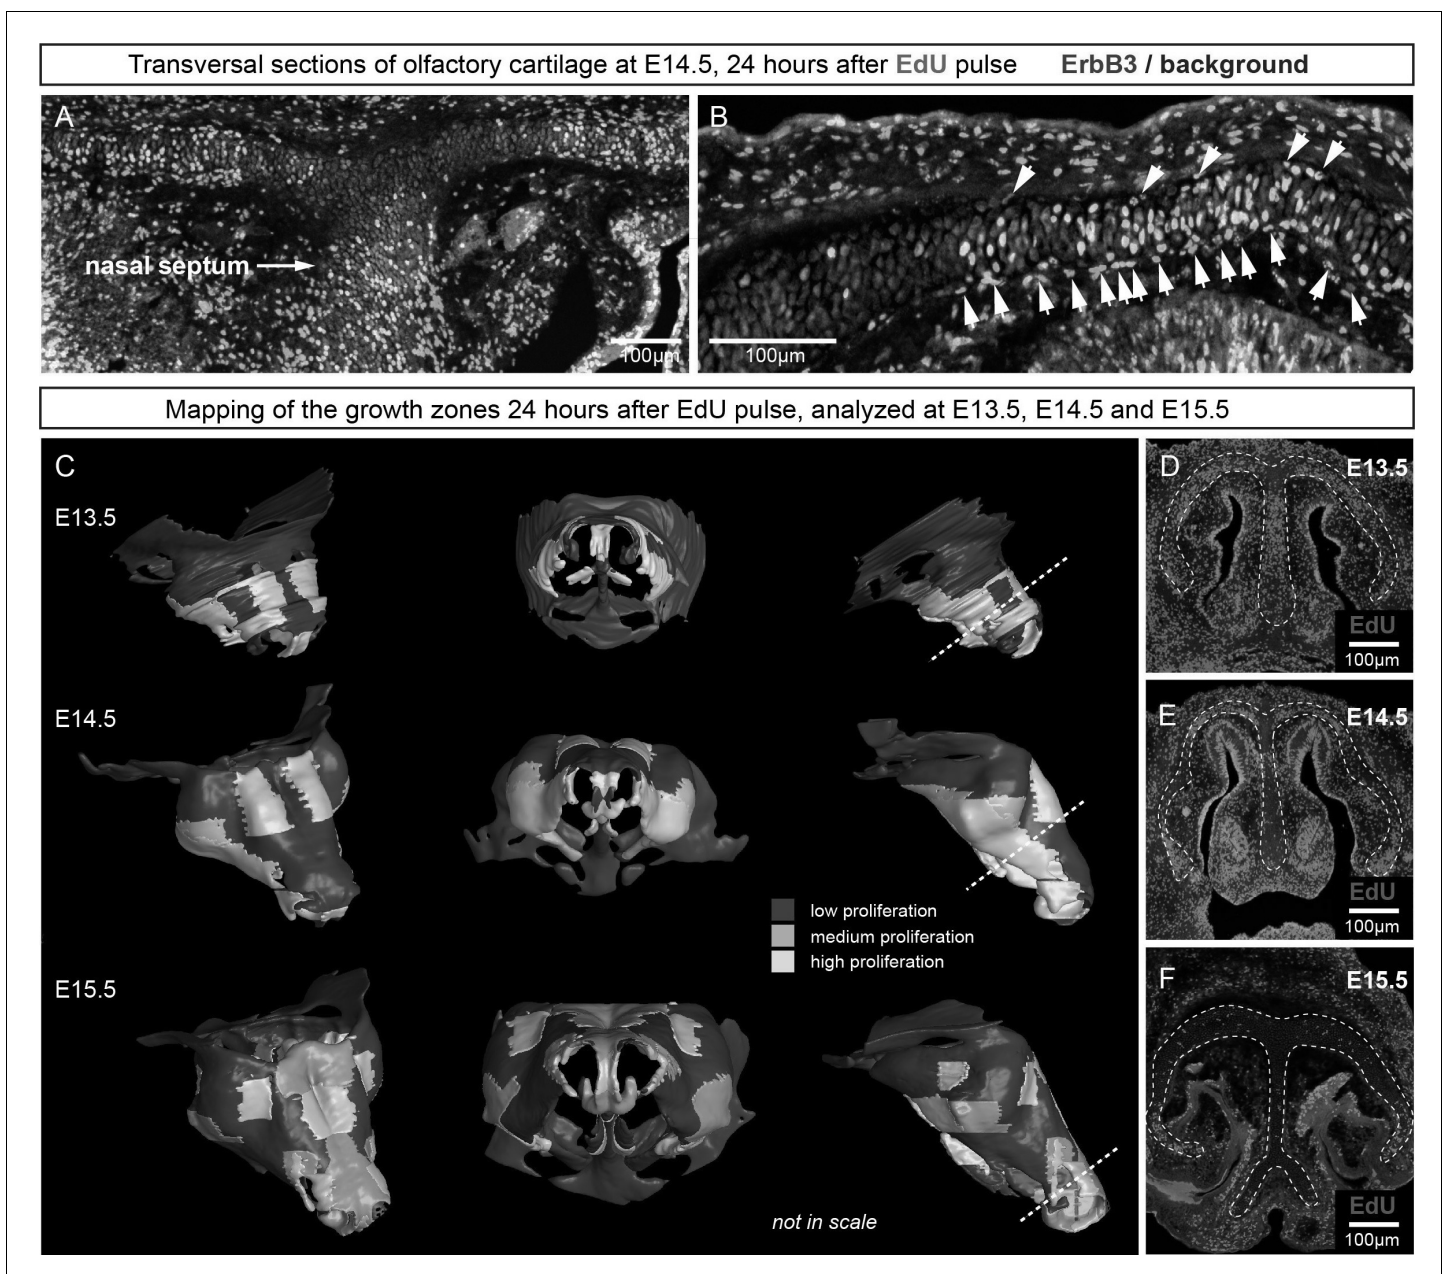 Transversal sections of olfactory cartilage at E14.5, 24 hours after EdU pulse ErbB3 / background
A
nasal septum
100µm
B
100µm
Mapping of the growth zones 24 hours after EdU pulse, analyzed at E13.5, E14.5 and E15.5
C
E13.5
E14.5
low proliferation
medium proliferation
high proliferation
E15.5
not in scale
D
E13.5
EdU
100µm
E
E14.5
EdU
100µm
F
E15.5
EdU
100µm